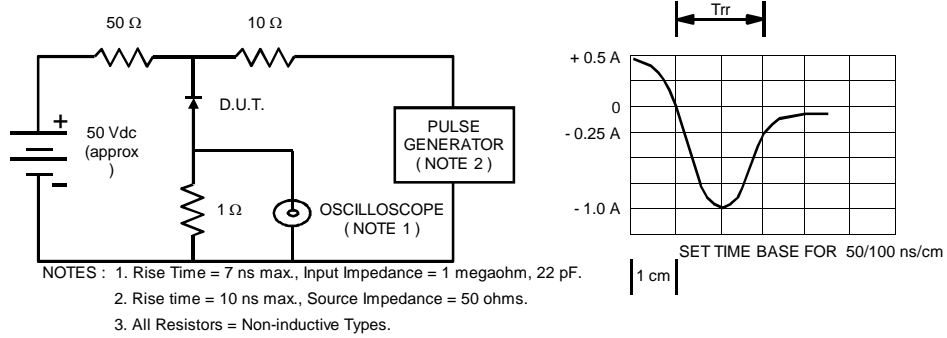 50 Ω
10 Ω
Trr
+ 0.5 A
0
- 0.25 A
- 1.0 A
D.U.T.
+
50 Vdc
(approx
)
PULSE
GENERATOR
( NOTE 2 )
1 Ω
OSCILLOSCOPE
( NOTE 1 )
SET TIME BASE FOR 50/100 ns/cm
1 cm
NOTES : 1. Rise Time = 7 ns max., Input Impedance = 1 megaohm, 22 pF.
2. Rise time = 10 ns max., Source Impedance = 50 ohms.
3. All Resistors = Non-inductive Types.